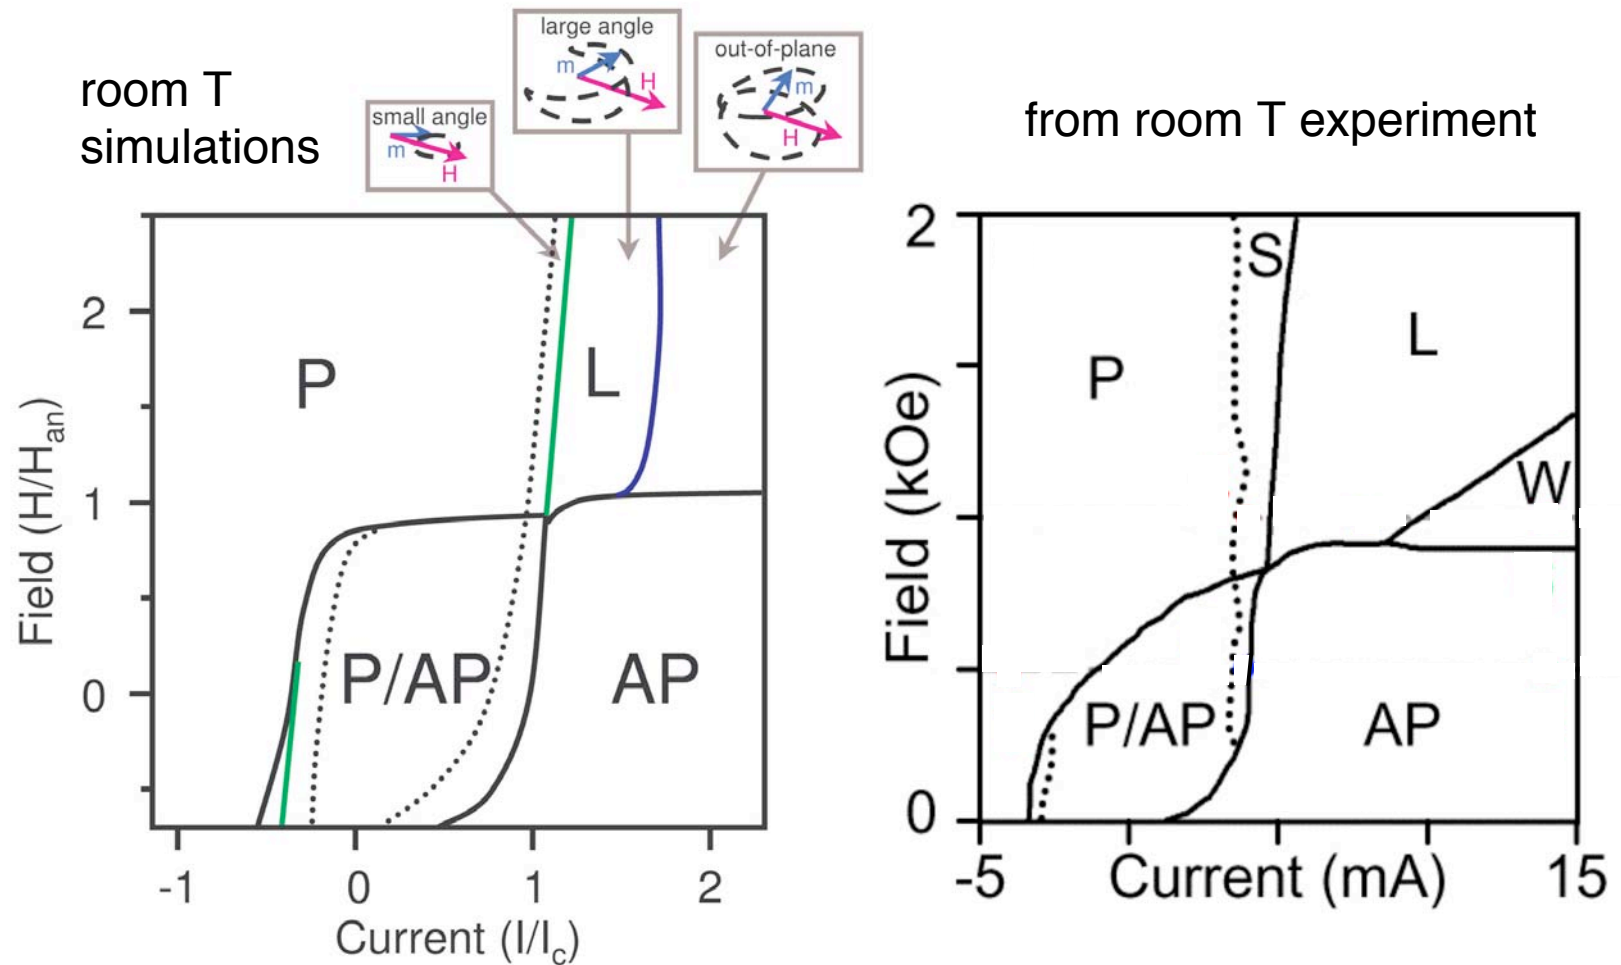 room T
simulations
small angle
m
H
large angle
m
H
out-of-plane
m
H
from room T experiment
Field (H/Han)
2
1
0
P
L
P/AP
AP
-1
0
1
2
Current (I/Ic)
Field (kOe)
2
0
P
S
L
W
P/AP
AP
-5
Current (mA)
15